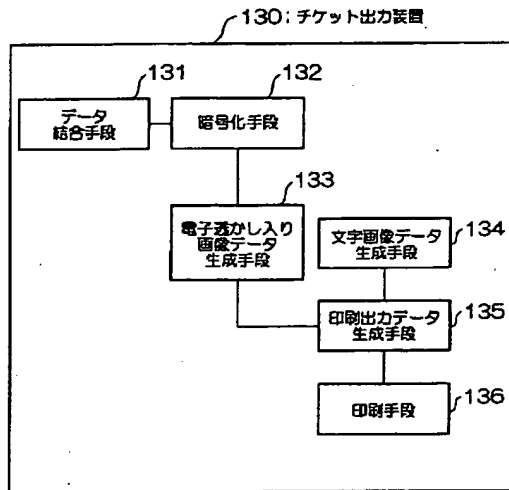 130；チケット出力装置
131
132
データ
結合手段
暗号化手段
133
電子透かし入り
画像データ
生成手段
134
文字画像データ
生成手段
135
印刷出力データ
生成手段
136
印刷手段